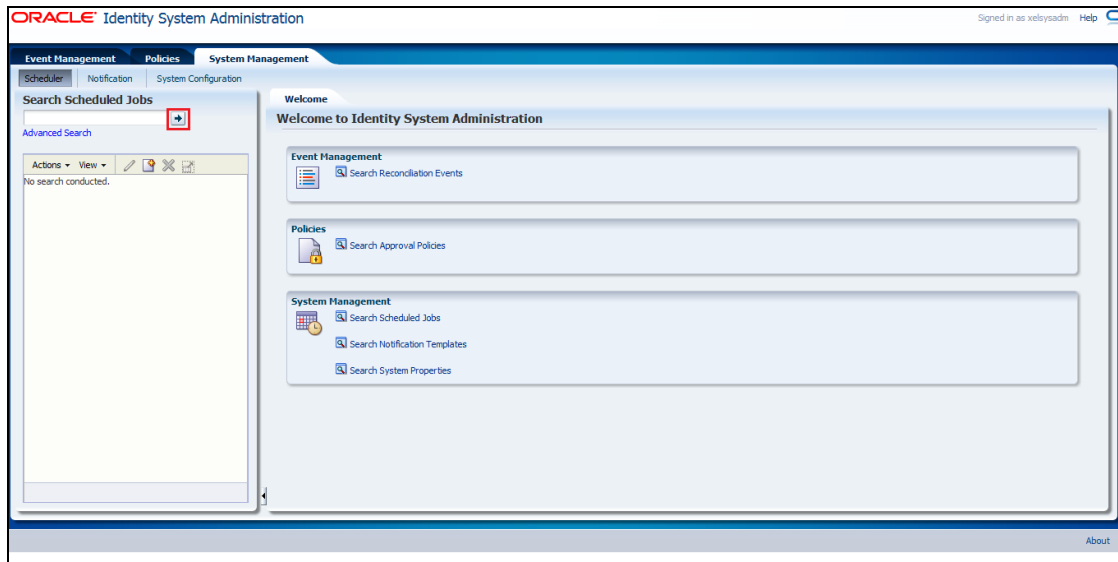 ORACLE Identity System Administration
Signed in as xelsysadm Help
Event Management Policies System Management
Scheduler Notification System Configuration
Search Scheduled Jobs
Advanced Search
Actions View
No search conducted.
Welcome
Welcome to Identity System Administration
Event Management
Search Reconciliation Events
Policies
Search Approval Policies
System Management
Search Scheduled Jobs
Search Notification Templates
Search System Properties
About